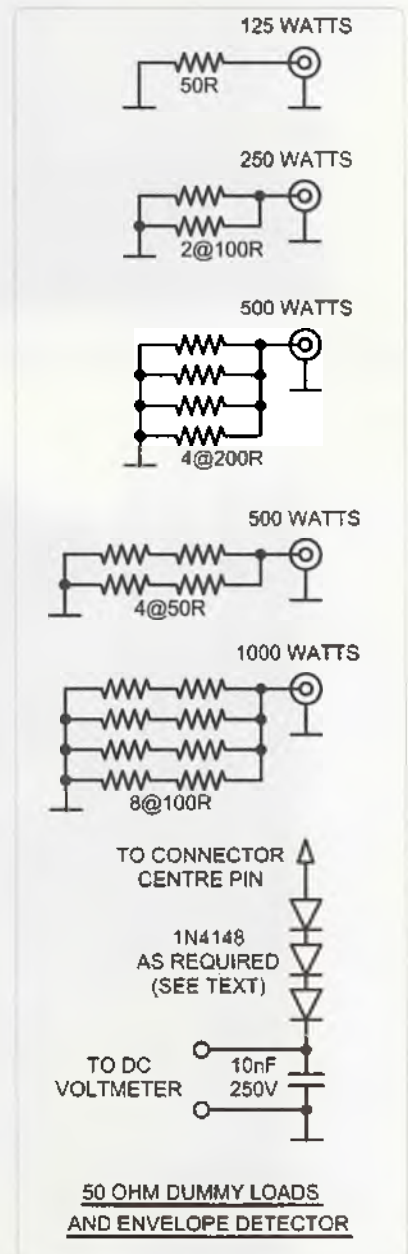 125 WATTS
50R
250 WATTS
2@100R
500 WATTS
4@200R
500 WATTS
4@50R
1000 WATTS
8@100R
TO CONNECTOR
CENTRE PIN
1N4148
AS REQUIRED
(SEE TEXT)
TO DC
VOLTMETER
10nF
250V
50 OHM DUMMY LOADS
AND ENVELOPE DETECTOR